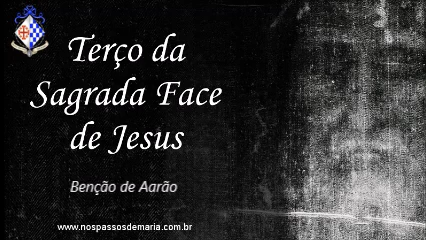 Terço da
Sagrada Face
de Jesus
Benção de Aarão
www.nospassosdemaria.com.br